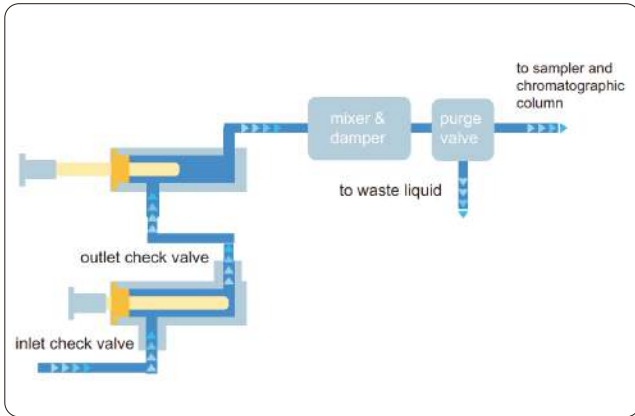 to sampler and
chromatographic
column
mixer &
damper
purge
valve
to waste liquid
outlet check valve
inlet check valve